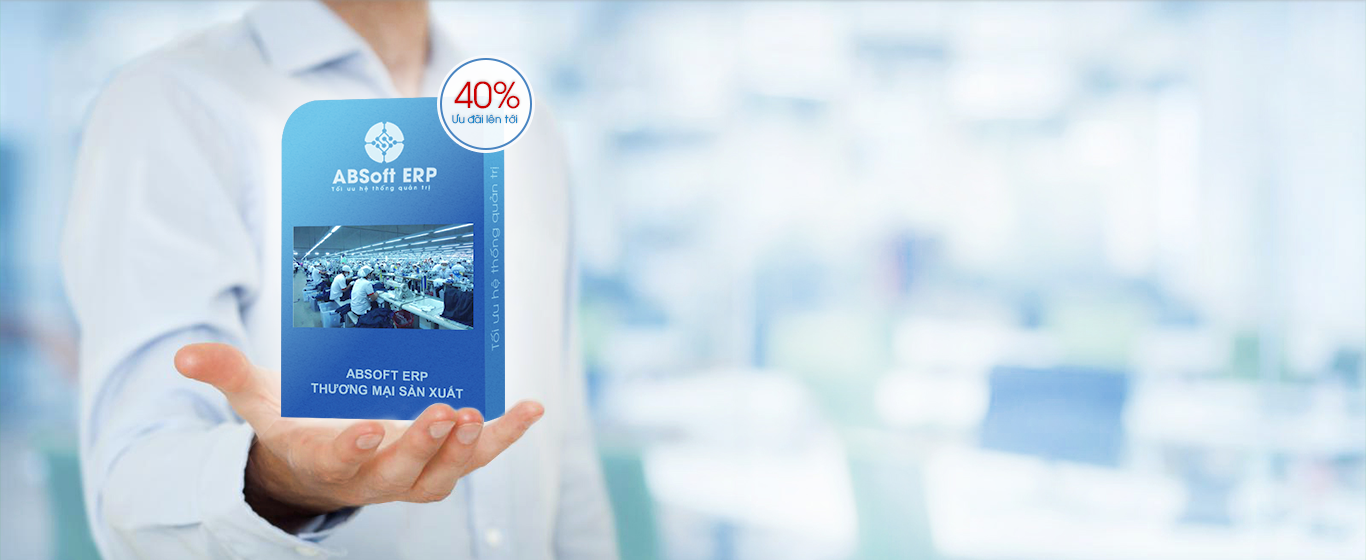 40%
Ưu đãi lên tới
ABSoft ERP
Tối ưu hệ thống quản trị
Tối ưu hệ thống quản trị
ABSOFT ERP
THƯƠNG MẠI SẢN XUẤT